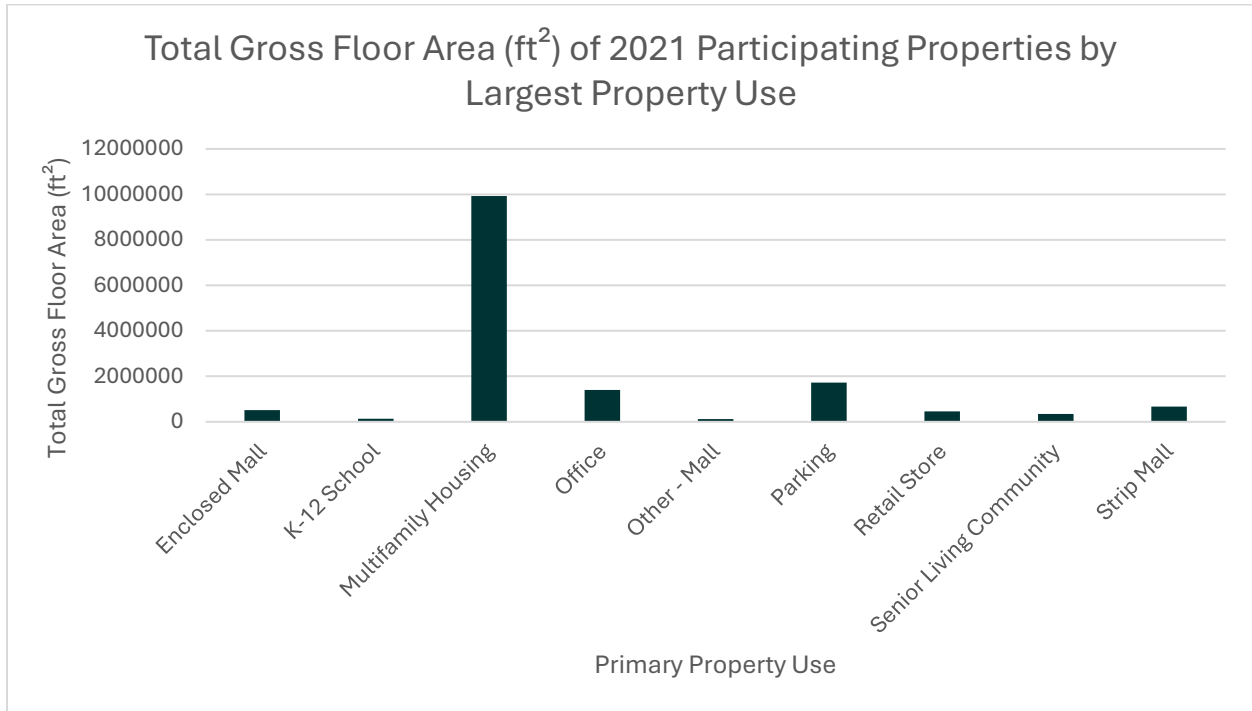 Total Gross Floor Area (ft²) of 2021 Participating Properties by
Largest Property Use
Total Gross Floor Area (ft²)
12000000
10000000
8000000
6000000
4000000
2000000
0
Enclosed Mall
K-12 School
Multifamily Housing
Office
Other - Mall
Parking
Retail Store
Senior Living Community
Strip Mall
Primary Property Use